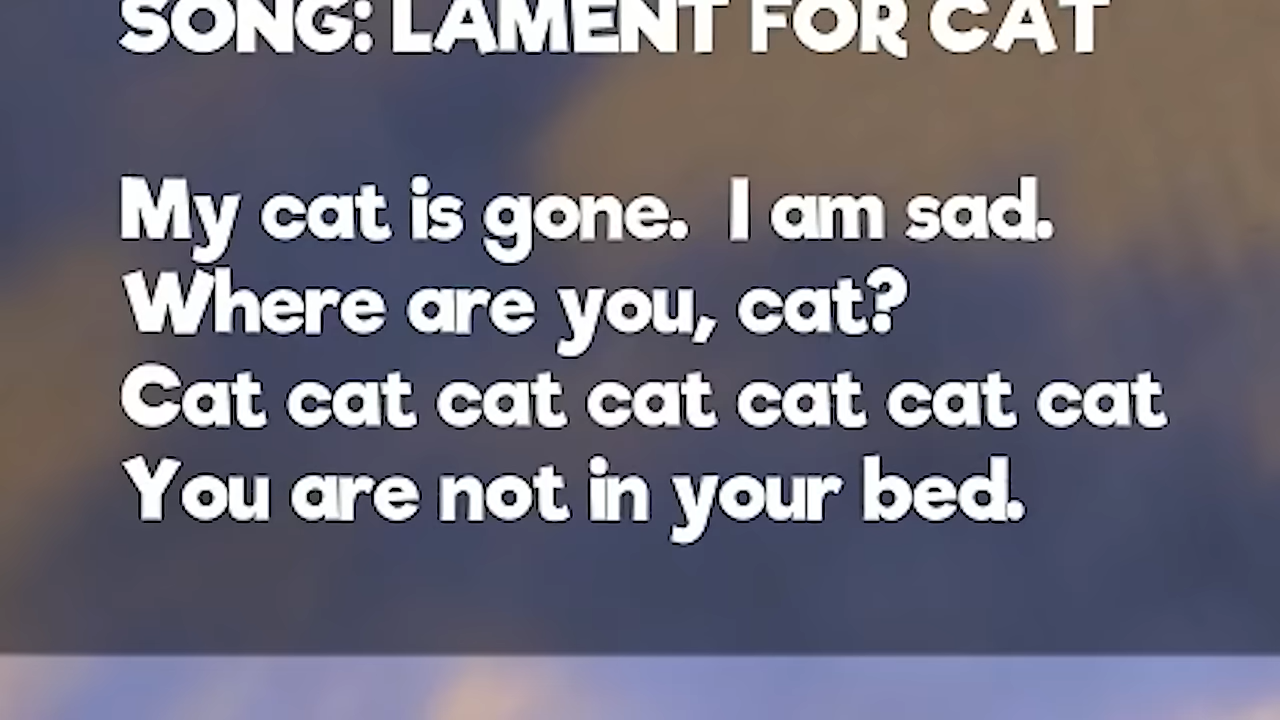 SONG: LAMENT FOR CAT
My cat is gone.  I am sad.
Where are you, cat?
Cat cat cat cat cat cat cat
You are not in your bed.